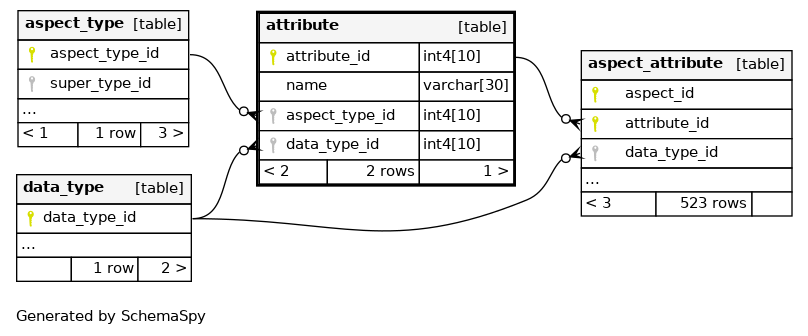 aspect_type [table]
aspect_type_id
super_type_id
...
< 1 1 row 3 >
attribute [table]
attribute_id int4[10]
name varchar[30]
aspect_type_id int4[10]
data_type_id int4[10]
< 2 2 rows 1 >
aspect_attribute [table]
aspect_id
attribute_id
data_type_id
...
< 3 523 rows
data_type [table]
data_type_id
...
1 row 2 >
Generated by SchemaSpy